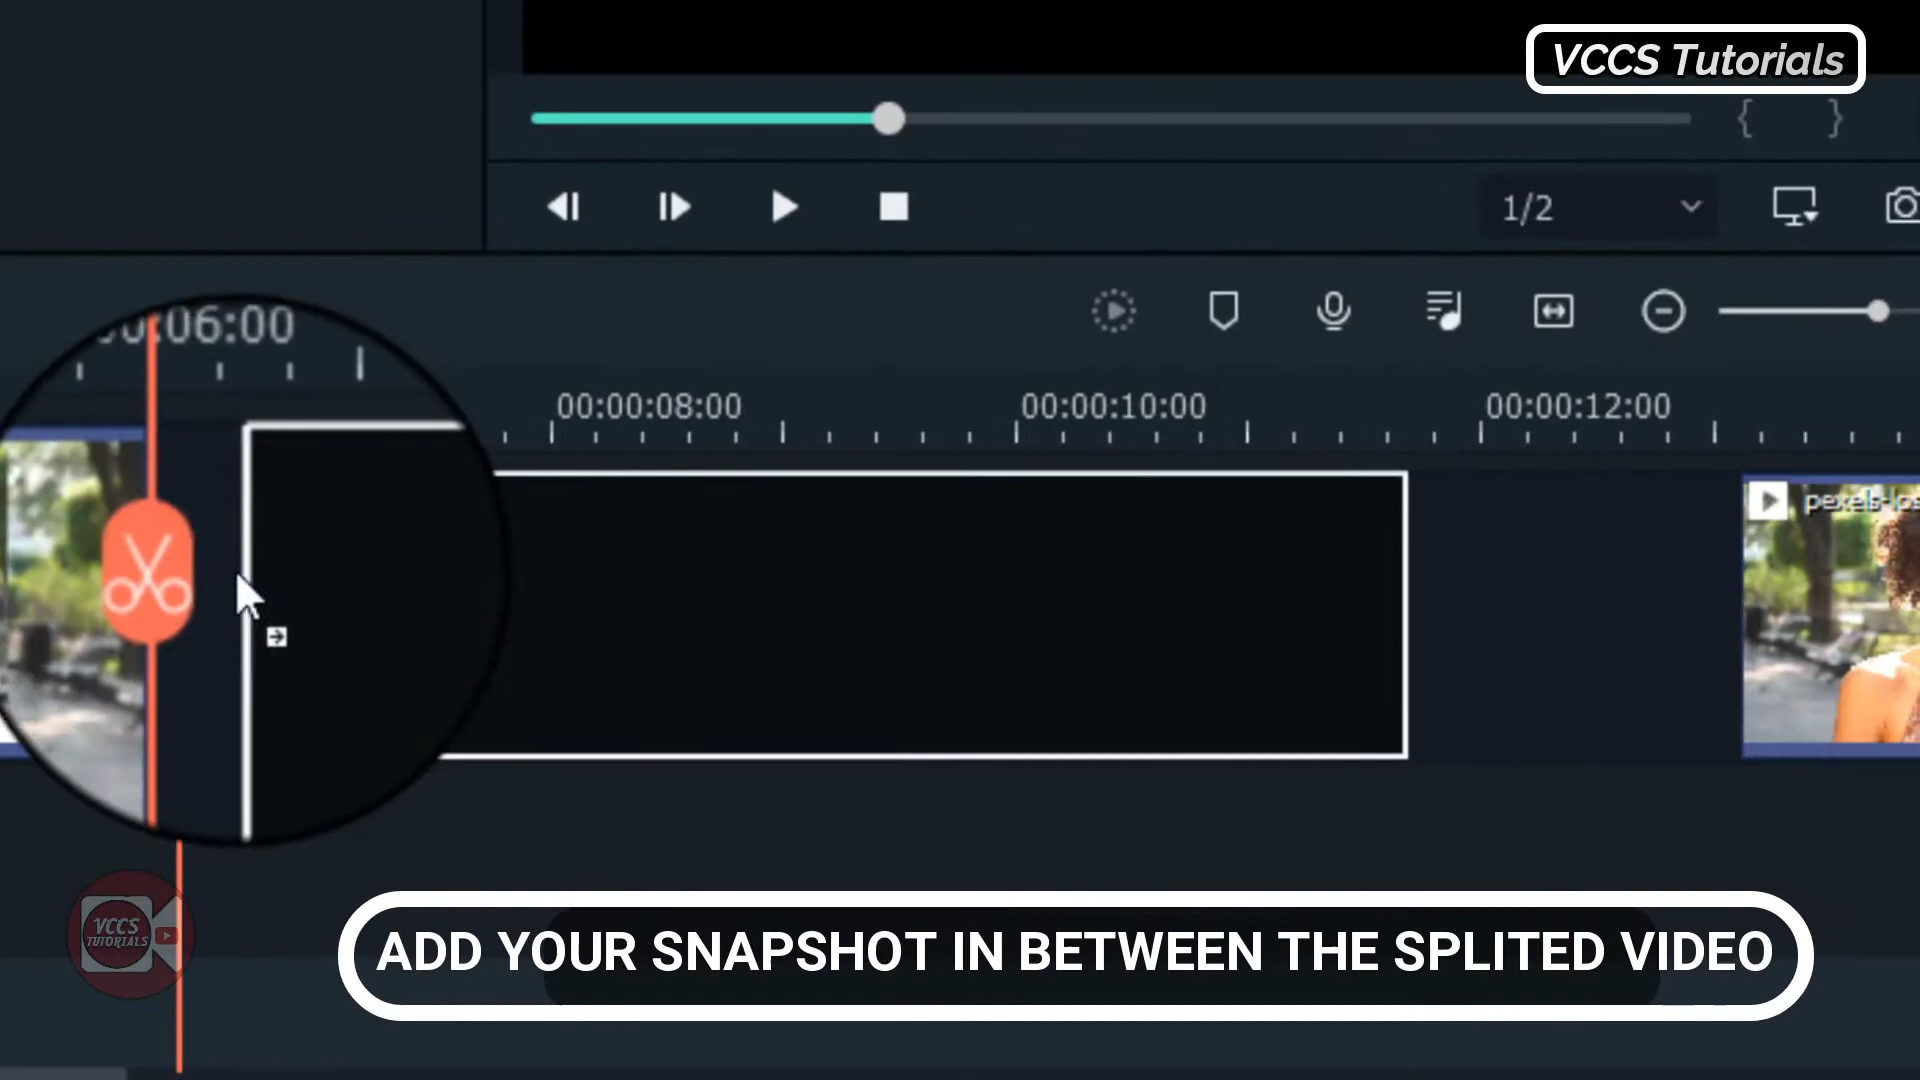 VCCS Tutorials
1/2
:06:00
00:00:08:00
00:00:10:00
00:00:12:00
VCCS
TUTORIALS
ADD YOUR SNAPSHOT IN BETWEEN THE SPLITED VIDEO